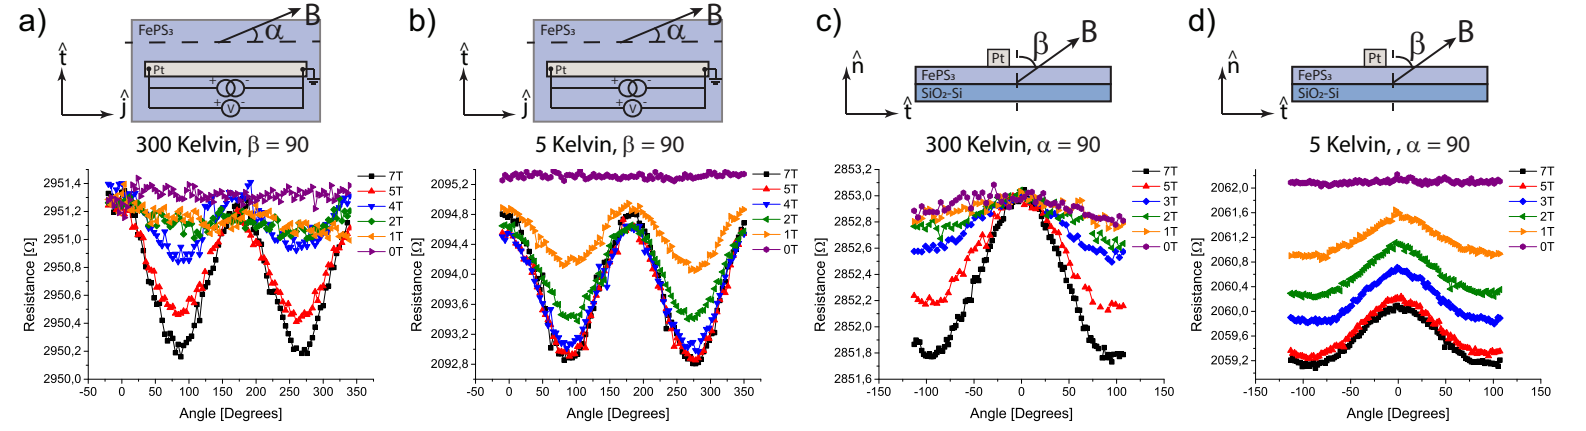 a)
FePS₃
B
α
t̂
Pt
+ -
+ V -
ĵ
300 Kelvin, β = 90
2951,4
2951,2
2951,0
2950,8
2950,6
2950,4
2950,2
2950,0
Resistance [Ω]
-50 0 50 100 150 200 250 300 350
Angle [Degrees]
7T
5T
4T
2T
1T
0T
b)
FePS₃
B
α
t̂
Pt
+ -
+ V -
ĵ
5 Kelvin, β = 90
2095,2
2094,8
2094,4
2094,0
2093,6
2093,2
2092,8
Resistance [Ω]
-50 0 50 100 150 200 250 300 350
Angle [Degrees]
7T
5T
4T
2T
1T
0T
c)
β B
n̂
Pt
FePS₃
SiO₂-Si
t̂
300 Kelvin, α = 90
2853,2
2853,0
2852,8
2852,6
2852,4
2852,2
2852,0
2851,8
2851,6
Resistance [Ω]
-150 -100 -50 0 50 100 150
Angle [Degrees]
7T
5T
3T
2T
1T
0T
d)
β B
n̂
Pt
FePS₃
SiO₂-Si
t̂
5 Kelvin, , α = 90
2062,0
2061,6
2061,2
2060,8
2060,4
2060,0
2059,6
2059,2
Resistance [Ω]
-150 -100 -50 0 50 100 150
Angle [Degrees]
7T
5T
3T
2T
1T
0T